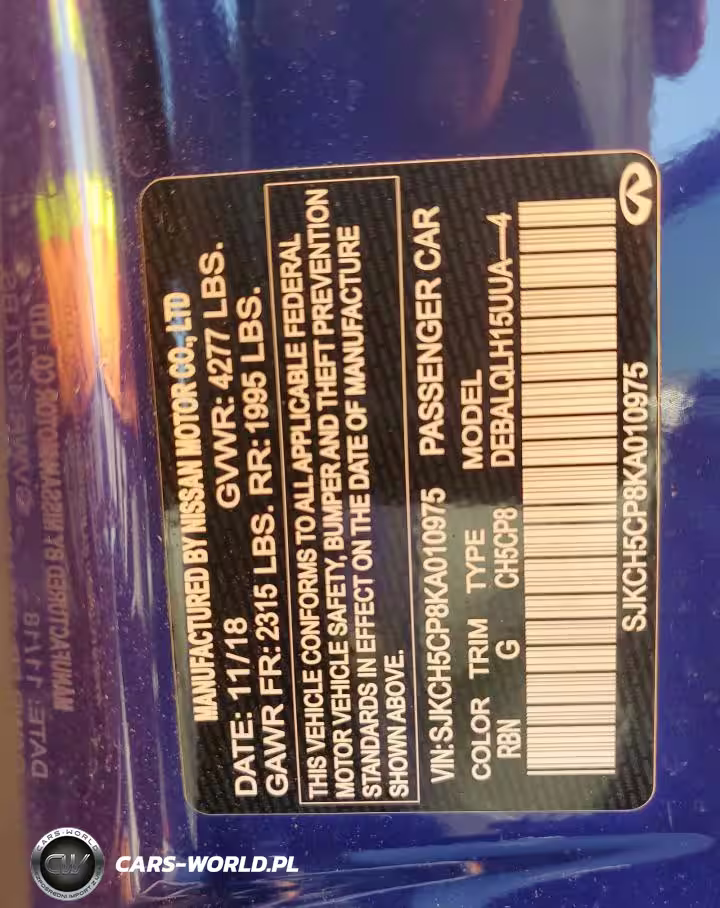 MANUFACTURED BY NISSAN MOTOR CO., LTD
DATE: 11/18 GVWR: 4277 LBS.
GAWR FR: 2315 LBS. RR: 1995 LBS.
THIS VEHICLE CONFORMS TO ALL APPLICABLE FEDERAL
MOTOR VEHICLE SAFETY, BUMPER AND THEFT PREVENTION
STANDARDS IN EFFECT ON THE DATE OF MANUFACTURE
SHOWN ABOVE.
VIN:SJKCH5CP8KA010975 PASSENGER CAR
COLOR TRIM TYPE MODEL
RBN G CH5CP8 DEBALQLH15UUA-4
SJKCH5CP8KA010975
CARS-WORLD
CW
CARS-WORLD.PL